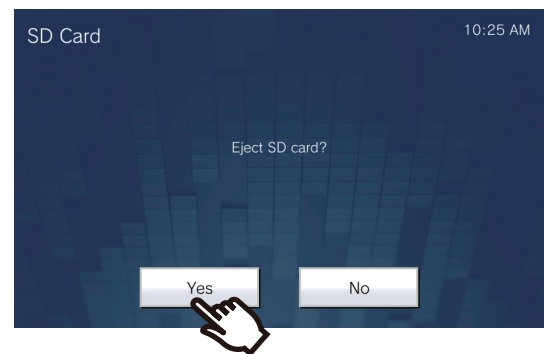 SD Card
10:25 AM
Eject SD card?
Yes
No